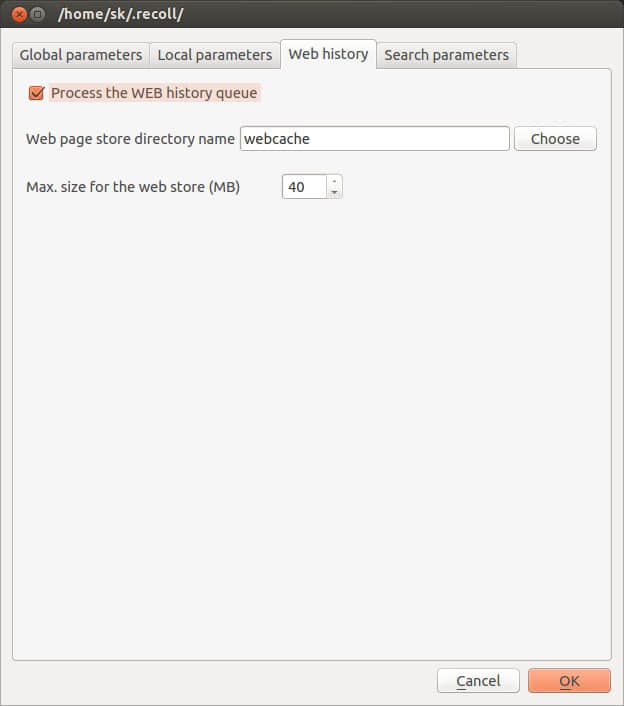 /home/sk/.recoll/
Global parameters Local parameters Web history Search parameters
Process the WEB history queue
Web page store directory name webcache Choose
Max. size for the web store (MB) 40
Cancel OK